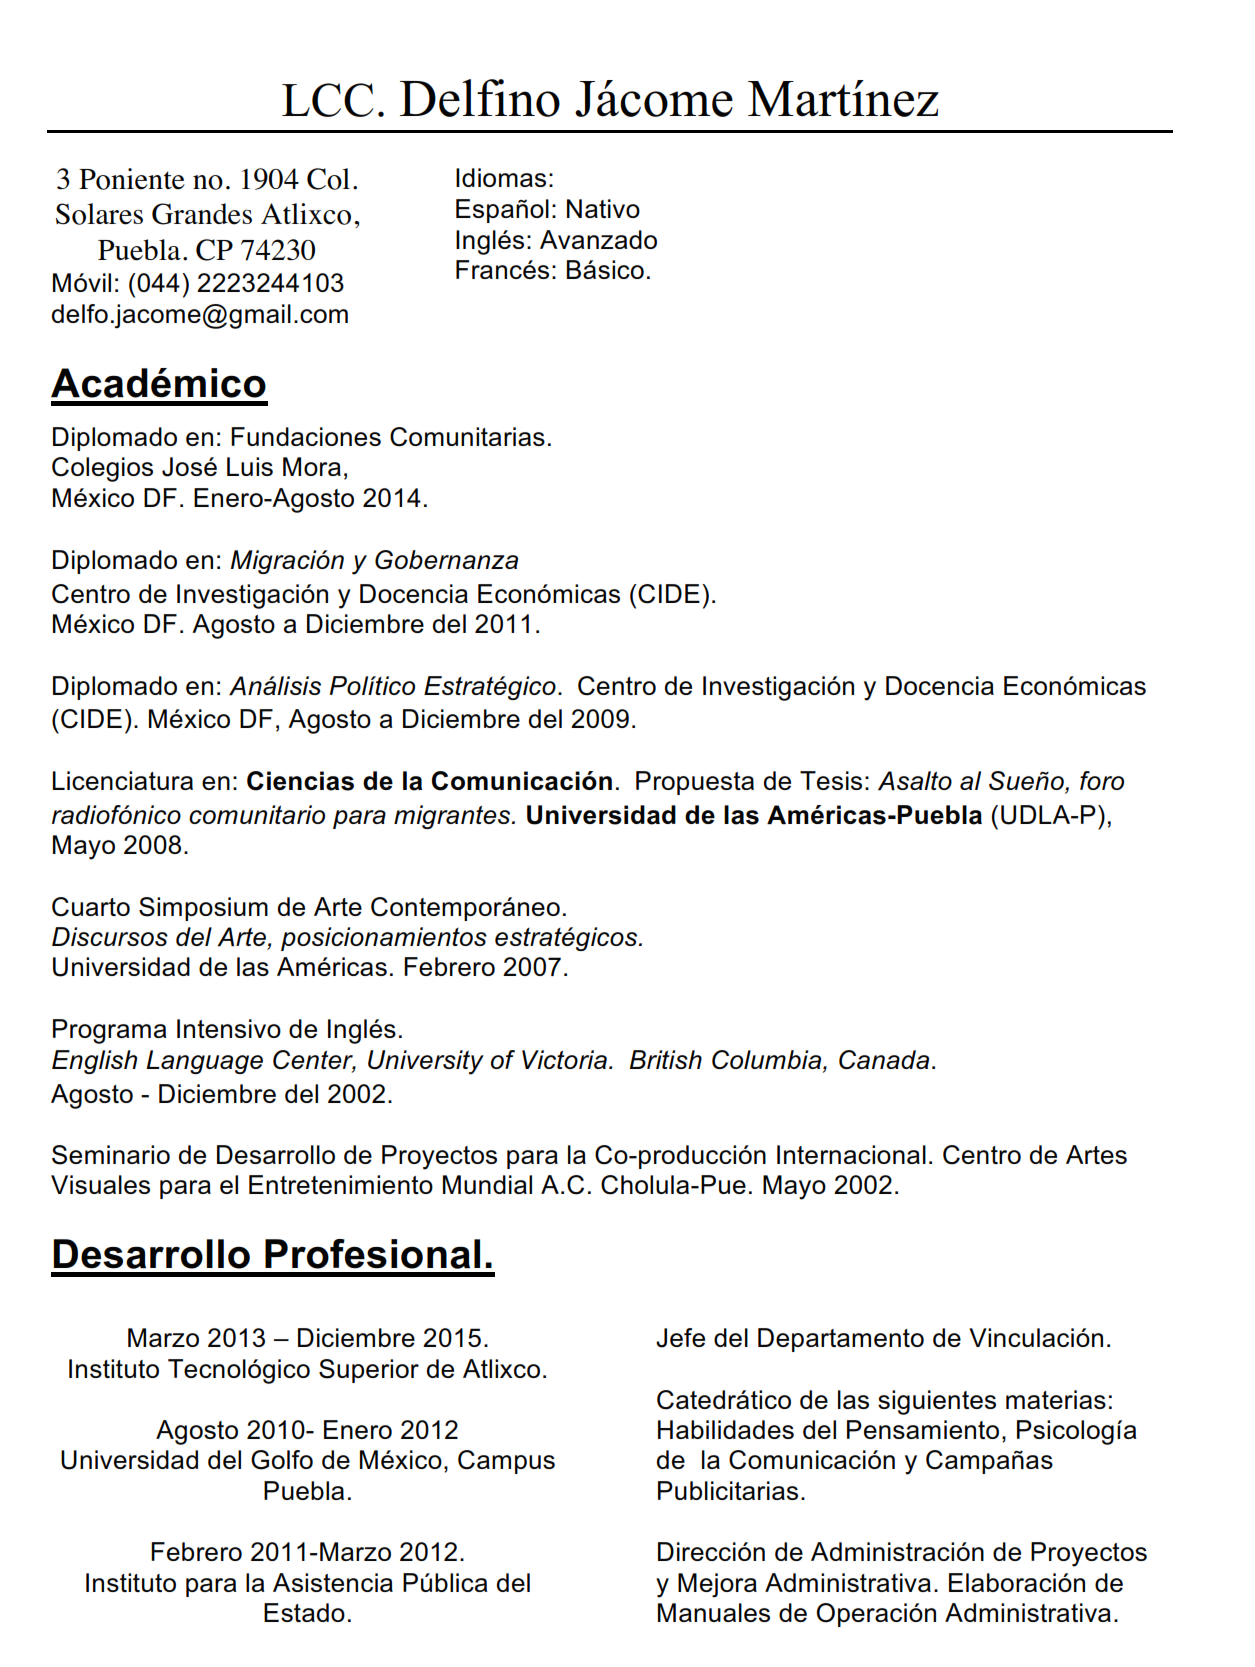 LCC. Delfino Jácome Martínez
3 Poniente no. 1904 Col.
Solares Grandes Atlixco,
Puebla. CP 74230
Móvil: (044) 2223244103
delfo.jacome@gmail.com
Idiomas:
Español: Nativo
Inglés: Avanzado
Francés: Básico.
Académico
Diplomado en: Fundaciones Comunitarias.
Colegios José Luis Mora,
México DF. Enero-Agosto 2014.
Diplomado en: Migración y Gobernanza
Centro de Investigación y Docencia Económicas (CIDE).
México DF. Agosto a Diciembre del 2011.
Diplomado en: Análisis Político Estratégico.  Centro de Investigación y Docencia Económicas
(CIDE). México DF, Agosto a Diciembre del 2009.
Licenciatura en: Ciencias de la Comunicación.  Propuesta de Tesis: Asalto al Sueño, foro
radiofónico comunitario para migrantes. Universidad de las Américas-Puebla (UDLA-P),
Mayo 2008.
Cuarto Simposium de Arte Contemporáneo.
Discursos del Arte, posicionamientos estratégicos.
Universidad de las Américas. Febrero 2007.
Programa Intensivo de Inglés.
English Language Center, University of Victoria.  British Columbia, Canada.
Agosto - Diciembre del 2002.
Seminario de Desarrollo de Proyectos para la Co-producción Internacional. Centro de Artes
Visuales para el Entretenimiento Mundial A.C. Cholula-Pue. Mayo 2002.
Desarrollo Profesional.
Marzo 2013 – Diciembre 2015.
Instituto Tecnológico Superior de Atlixco.
Jefe del Departamento de Vinculación.
Agosto 2010- Enero 2012
Universidad del Golfo de México, Campus
Puebla.
Catedrático de las siguientes materias:
Habilidades del Pensamiento, Psicología
de  la Comunicación y Campañas
Publicitarias.
Febrero 2011-Marzo 2012.
Instituto para la Asistencia Pública del
Estado.
Dirección de Administración de Proyectos
y Mejora Administrativa. Elaboración de
Manuales de Operación Administrativa.